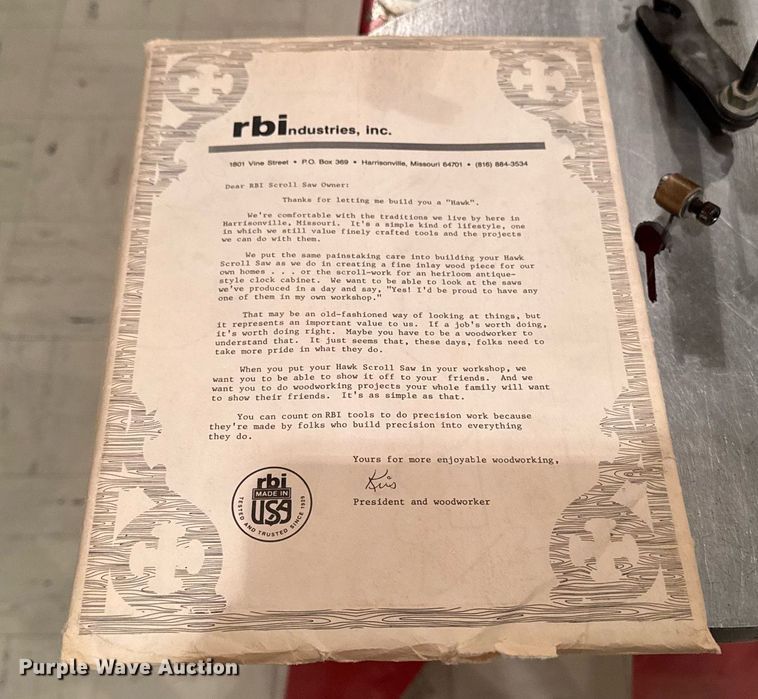 rbindustries, inc.
1801 Vine Street • P.O. Box 369 • Harrisonville, Missouri 64701 • (816) 884-3534
Dear RBI Scroll Saw Owner:
Thanks for letting me build you a "Hawk".
We're comfortable with the traditions we live by here in
Harrisonville, Missouri. It's a simple kind of lifestyle, one
in which we still value finely crafted tools and the projects
we can do with them.
We put the same painstaking care into building your Hawk
Scroll Saw as we do in creating a fine inlay wood piece for our
own homes . . . or the scroll-work for an heirloom antique-
style clock cabinet. We want to be able to look at the saws
we've produced in a day and say, "Yes! I'd be proud to have any
one of them in my own workshop."
That may be an old-fashioned way of looking at things, but
it represents an important value to us. If a job's worth doing,
it's worth doing right. Maybe you have to be a woodworker to
understand that. It just seems that, these days, folks need to
take more pride in what they do.
When you put your Hawk Scroll Saw in your workshop, we
want you to be able to show it off to your friends. And we
want you to do woodworking projects your whole family will want
to show their friends. It's as simple as that.
You can count on RBI tools to do precision work because
they're made by folks who build precision into everything
they do.
Yours for more enjoyable woodworking,
Kris
President and woodworker
rbi
MADE IN
USA
TESTED AND TRUSTED SINCE 1929
Purple Wave Auction